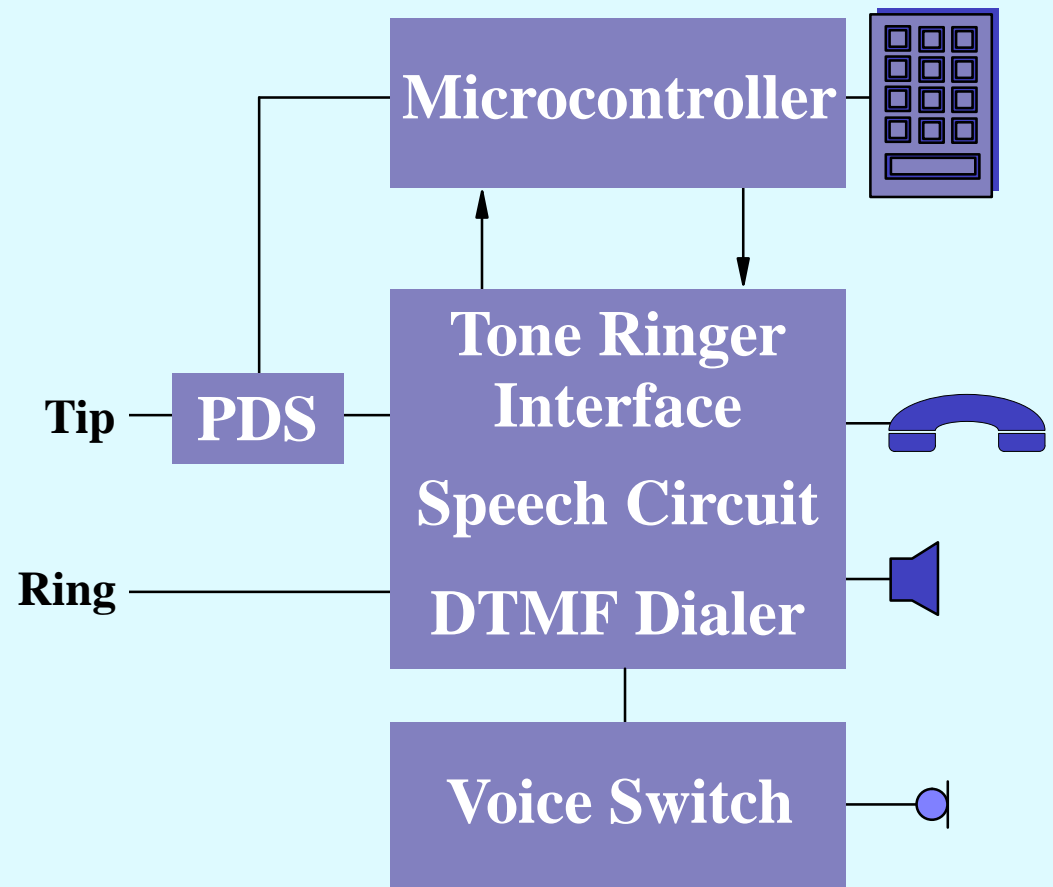 Microcontroller
Tone Ringer
Interface
Tip
PDS
Speech Circuit
Ring
DTMF Dialer
Voice Switch